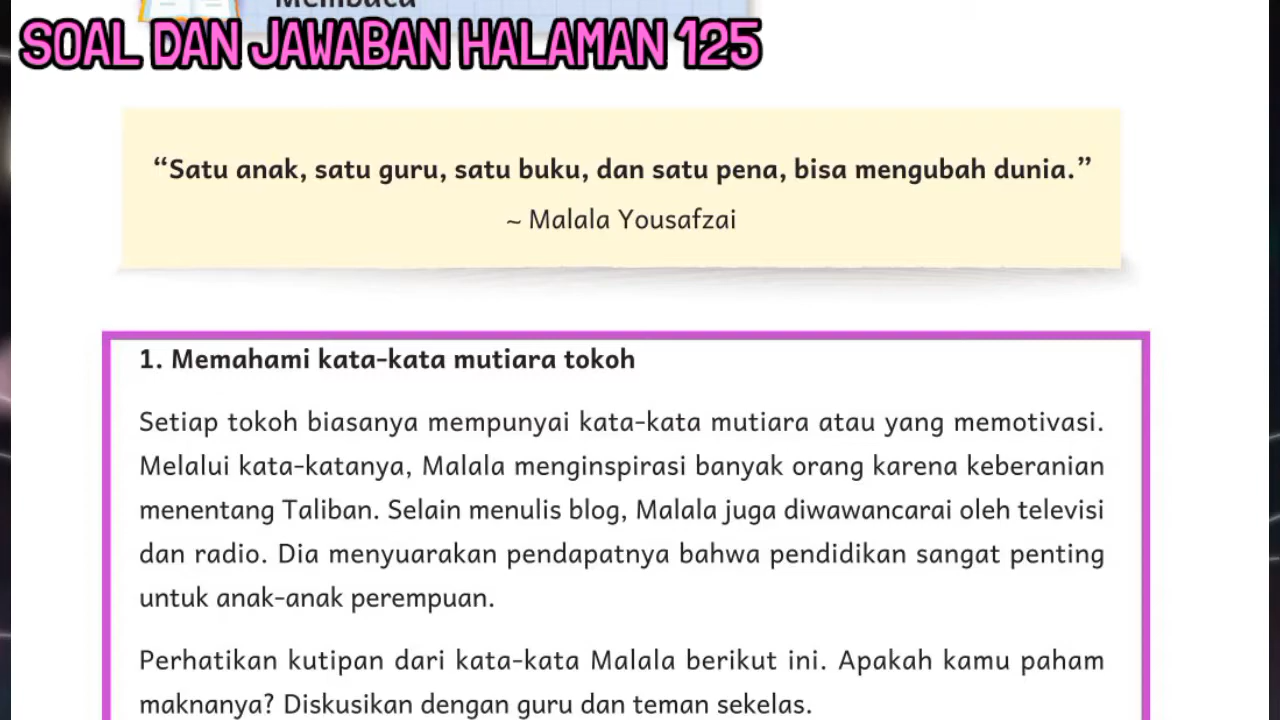 Membaca
SOAL DAN JAWABAN HALAMAN 125
“Satu anak, satu guru, satu buku, dan satu pena, bisa mengubah dunia.”
~ Malala Yousafzai
1. Memahami kata-kata mutiara tokoh
Setiap tokoh biasanya mempunyai kata-kata mutiara atau yang memotivasi.
Melalui kata-katanya, Malala menginspirasi banyak orang karena keberanian
menentang Taliban. Selain menulis blog, Malala juga diwawancarai oleh televisi
dan radio. Dia menyuarakan pendapatnya bahwa pendidikan sangat penting
untuk anak-anak perempuan.
Perhatikan kutipan dari kata-kata Malala berikut ini. Apakah kamu paham
maknanya? Diskusikan dengan guru dan teman sekelas.